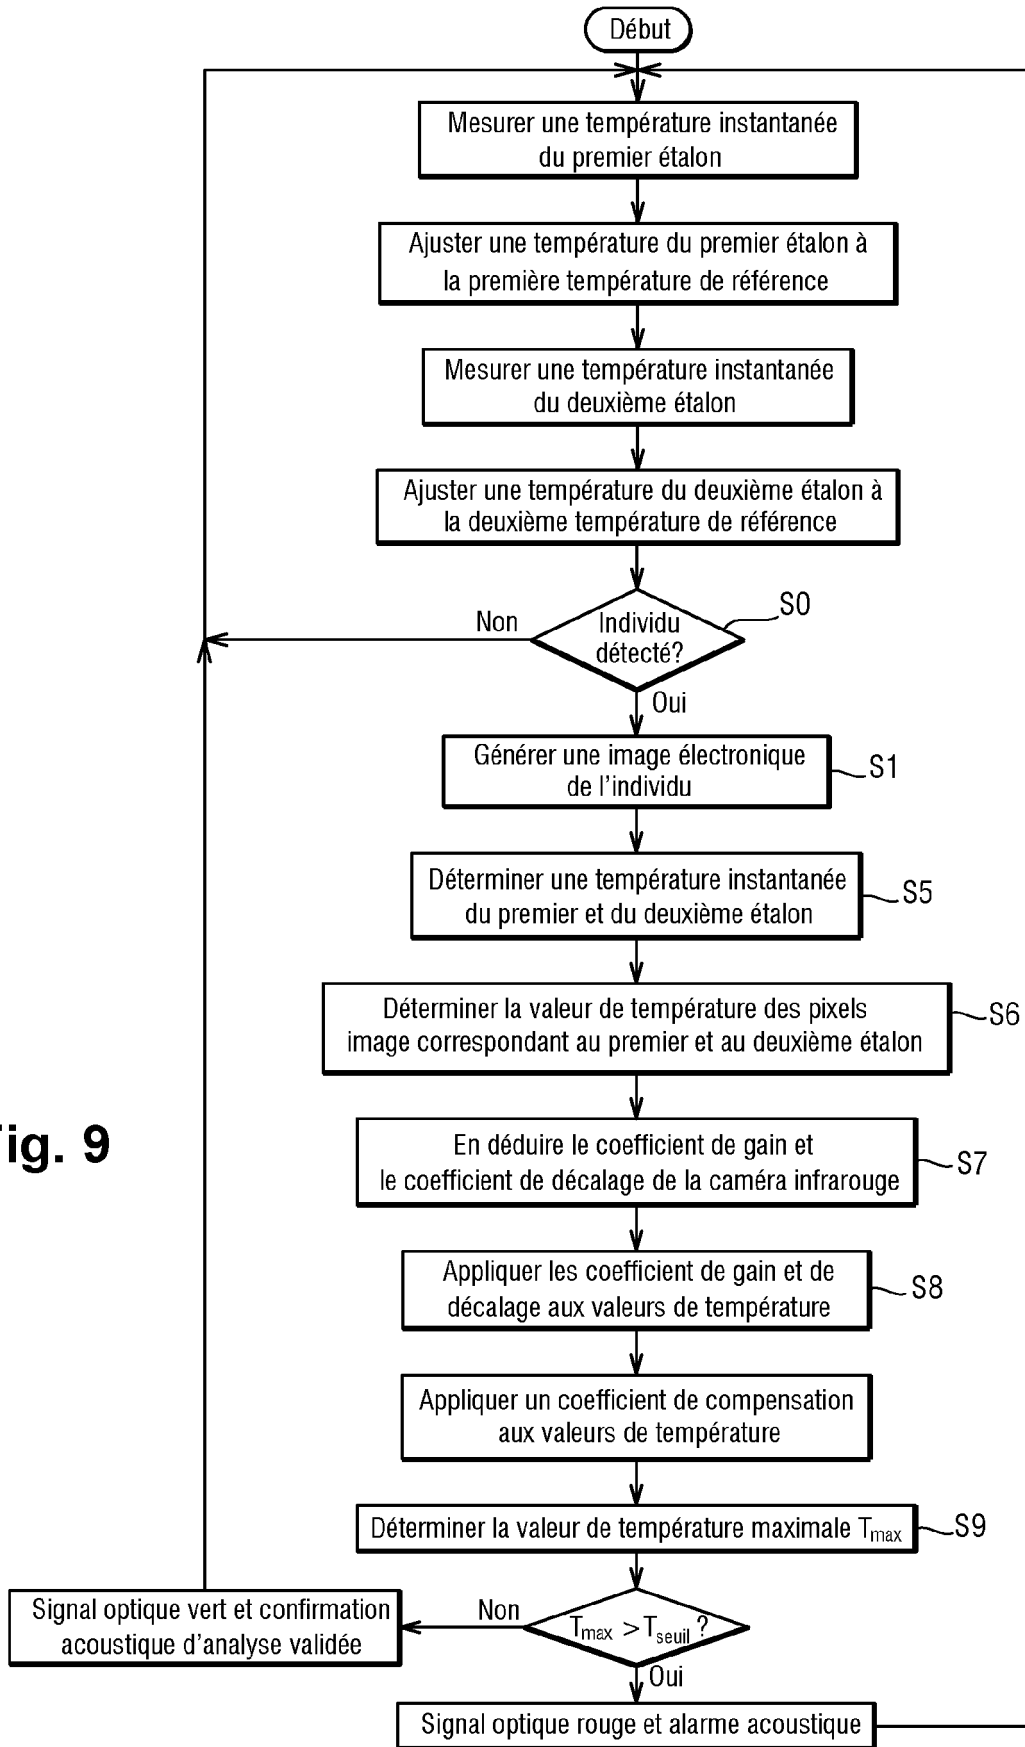 Début
Mesurer une température instantanée
du premier étalon
Ajuster une température du premier étalon à
la première température de référence
Mesurer une température instantanée
du deuxième étalon
Ajuster une température du deuxième étalon à
la deuxième température de référence
Individu
détecté?
S0
Non
Oui
Générer une image électronique
de l'individu
S1
Déterminer une température instantanée
du premier et du deuxième étalon
S5
Déterminer la valeur de température des pixels
image correspondant au premier et au deuxième étalon
S6
En déduire le coefficient de gain et
le coefficient de décalage de la caméra infrarouge
S7
Appliquer les coefficient de gain et de
décalage aux valeurs de température
S8
Appliquer un coefficient de compensation
aux valeurs de température
Déterminer la valeur de température maximale Tmax
S9
Tmax > Tseuil ?
Non
Signal optique vert et confirmation
acoustique d'analyse validée
Oui
Signal optique rouge et alarme acoustique
ig. 9